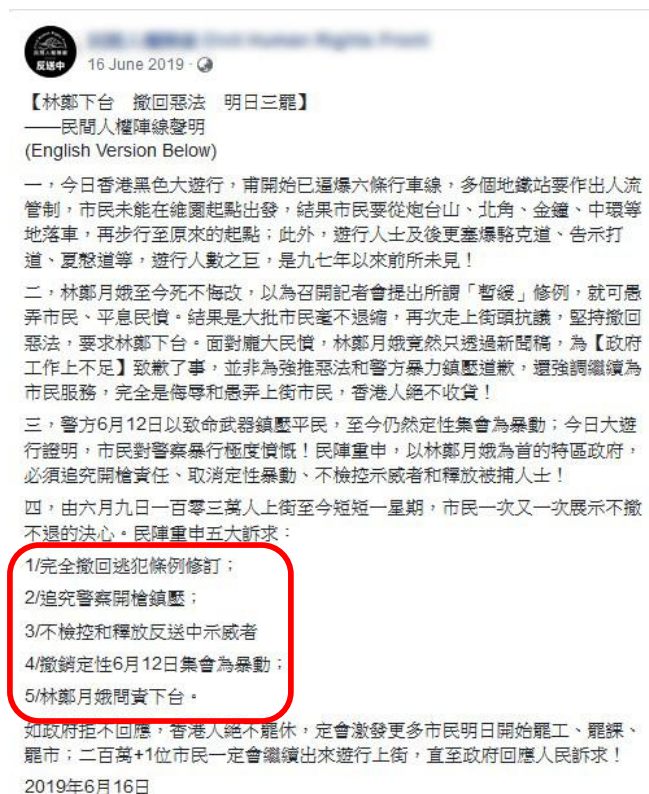 反送中
16 June 2019 ·
【林鄭下台　撤回惡法　明日三罷】
——民間人權陣線聲明
(English Version Below)
一，今日香港黑色大遊行，甫開始已逼爆六條行車線，多個地鐵站要作出人流
管制，市民未能在維園起點出發，結果市民要從炮台山、北角、金鐘、中環等
地落車，再步行至原來的起點；此外，遊行人士及後更塞爆駱克道、告示打
道、夏慤道等，遊行人數之巨，是九七年以來前所未見！
二，林鄭月娥至今死不悔改，以為召開記者會提出所謂「暫緩」修例，就可愚
弄市民、平息民憤。結果是大批市民毫不退縮，再次走上街頭抗議，堅持撤回
惡法，要求林鄭下台。面對龐大民憤，林鄭月娥竟然只透過新聞稿，為【政府
工作上不足】致歉了事，並非為強推惡法和警方暴力鎮壓道歉，還強調繼續為
市民服務，完全是侮辱和愚弄上街市民，香港人絕不收貨！
三，警方6月12日以致命武器鎮壓平民，至今仍然定性集會為暴動；今日大遊
行證明，市民對警察暴行極度憤慨！民陣重申，以林鄭月娥為首的特區政府，
必須追究開槍責任、取消定性暴動、不檢控示威者和釋放被捕人士！
四，由六月九日一百零三萬人上街至今短短一星期，市民一次又一次展示不撤
不退的決心。民陣重申五大訴求：
1/完全撤回逃犯條例修訂；
2/追究警察開槍鎮壓；
3/不檢控和釋放反送中示威者
4/撤銷定性6月12日集會為暴動；
5/林鄭月娥問責下台。
如政府拒不回應，香港人絕不罷休，定會激發更多市民明日開始罷工、罷課、
罷市；二百萬+1位市民一定會繼續出來遊行上街，直至政府回應人民訴求！
2019年6月16日